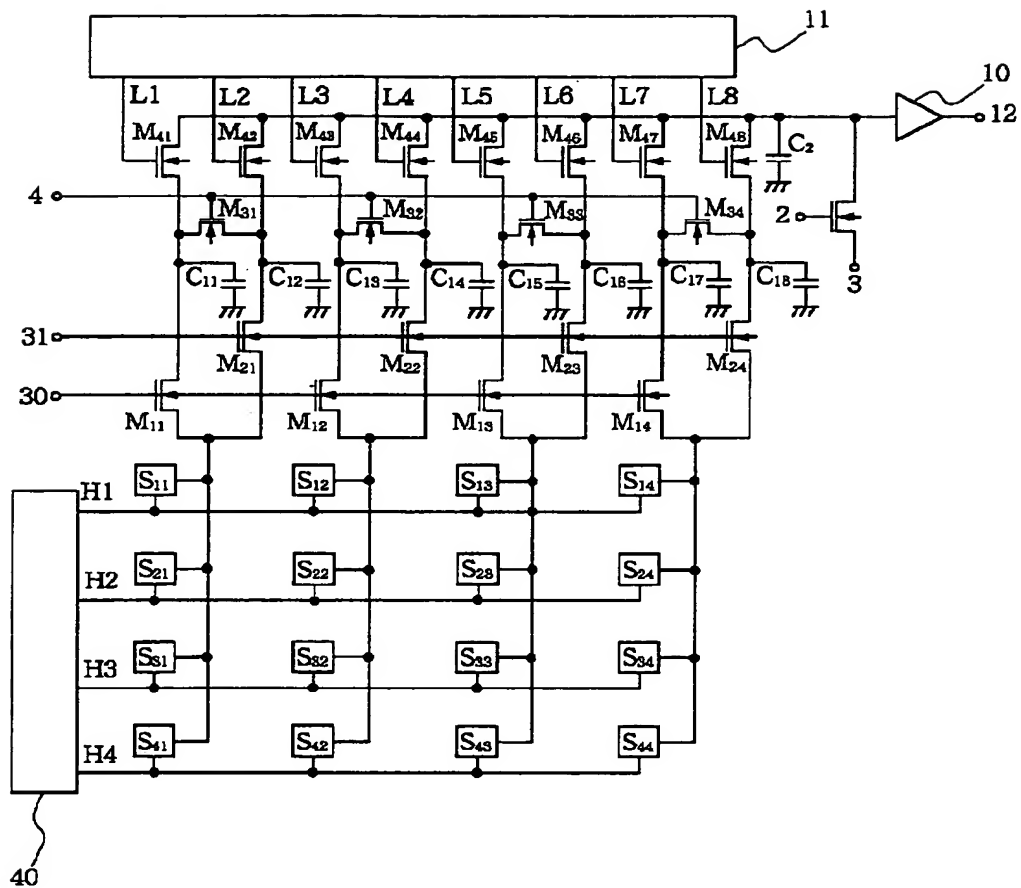 11
10
L1 L2 L3 L4 L5 L6 L7 L8
12
M41 M42 M43 M44 M45 M46 M47 M48
C2
4
M31 M32 M33 M34
2
3
C11 C12 C13 C14 C15 C16 C17 C18
31
M21 M22 M23 M24
30
M11 M12 M13 M14
H1 S11 S12 S13 S14
H2 S21 S22 S23 S24
H3 S31 S32 S33 S34
H4 S41 S42 S43 S44
40